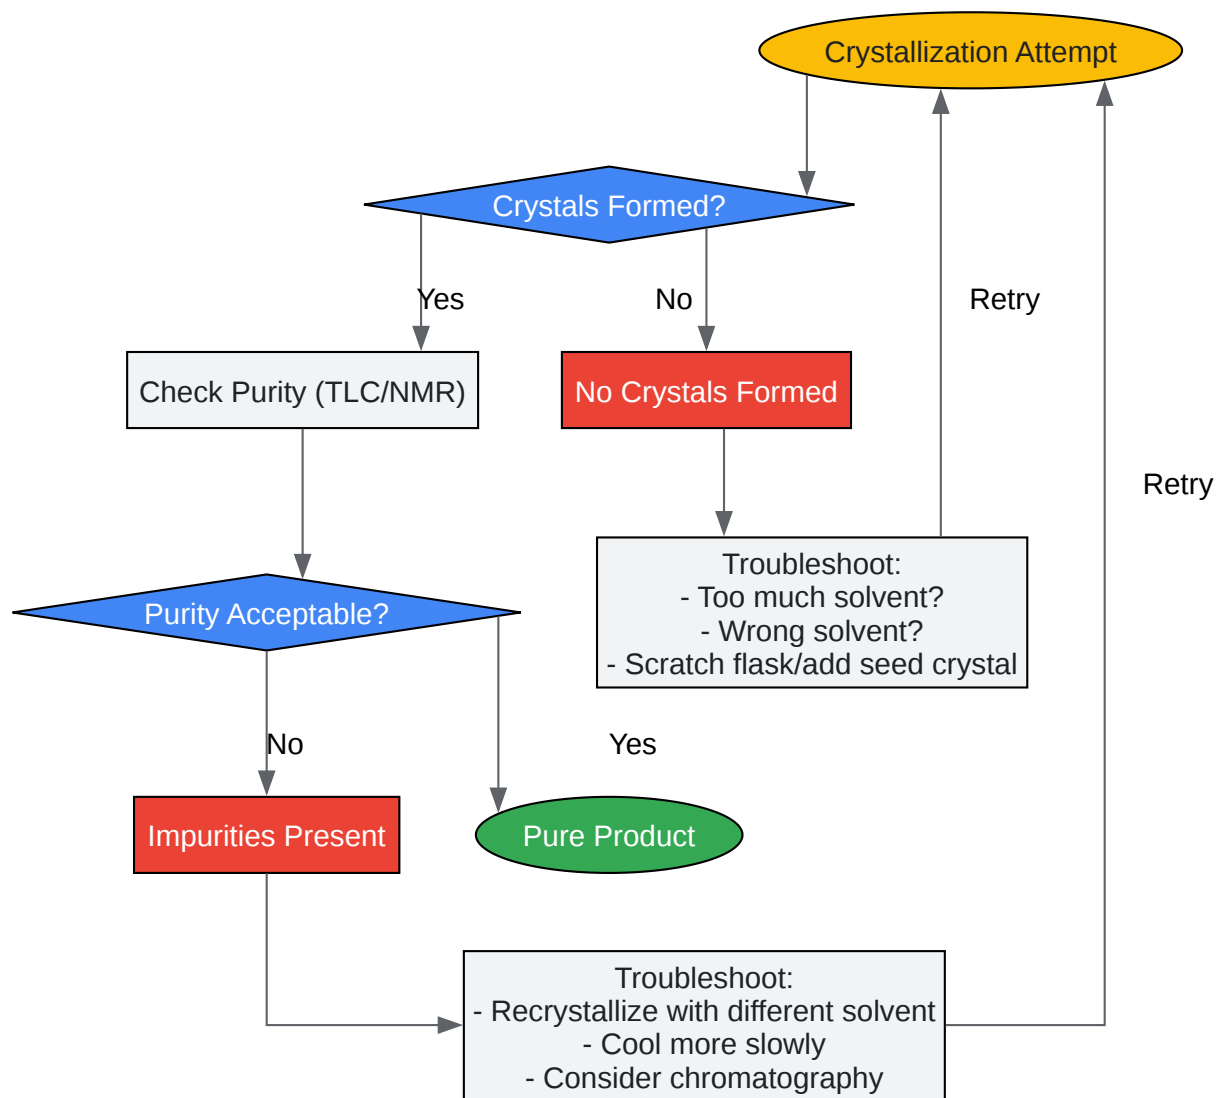 Crystallization Attempt
Crystals Formed?
Yes
No
Retry
Check Purity (TLC/NMR)
No Crystals Formed
Retry
Troubleshoot:
- Too much solvent?
- Wrong solvent?
- Scratch flask/add seed crystal
Purity Acceptable?
No
Yes
Impurities Present
Pure Product
Troubleshoot:
- Recrystallize with different solvent
- Cool more slowly
- Consider chromatography